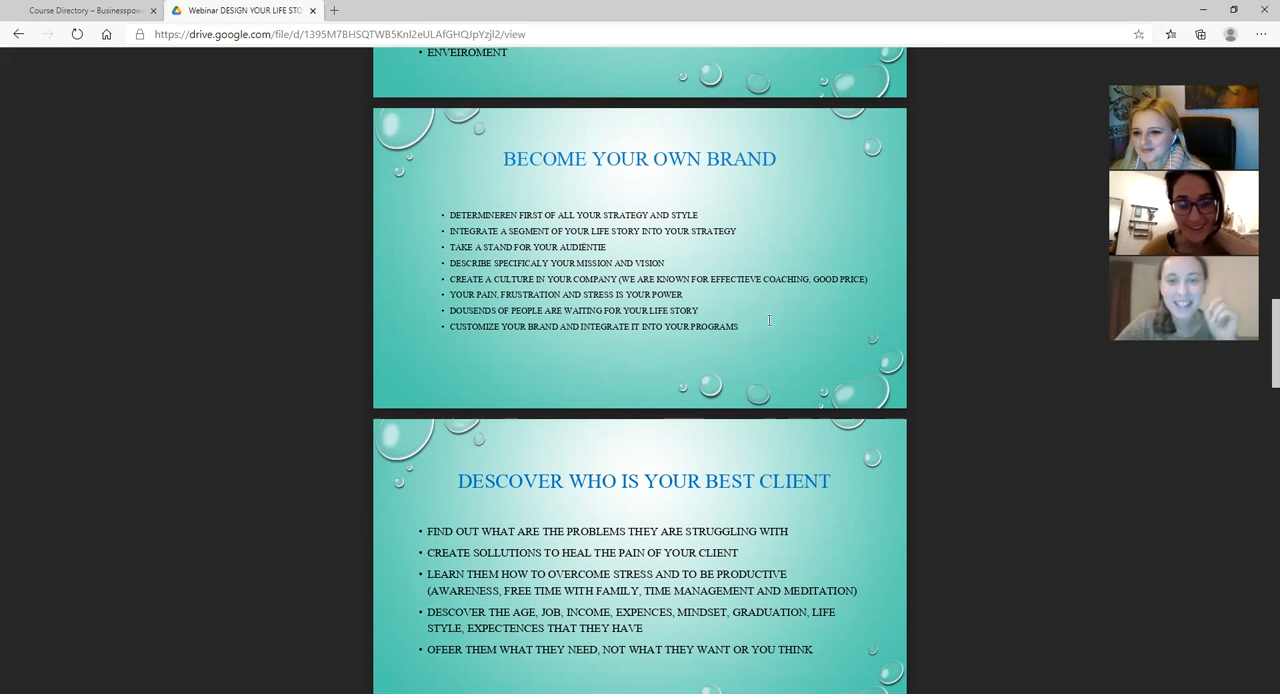 Course Directory – Businesspow
Webinar DESIGN YOUR LIFE STO
https://drive.google.com/file/d/1395M7BHSQTWB5Knl2eULAfGHQJpYzjl2/view
• ENVEIROMENT
BECOME YOUR OWN BRAND
• DETERMINEREN FIRST OF ALL YOUR STRATEGY AND STYLE
• INTEGRATE A SEGMENT OF YOUR LIFE STORY INTO YOUR STRATEGY
• TAKE A STAND FOR YOUR AUDIËNTIE
• DESCRIBE SPECIFICALY YOUR MISSION AND VISION
• CREATE A CULTURE IN YOUR COMPANY (WE ARE KNOWN FOR EFFECTIEVE COACHING, GOOD PRICE)
• YOUR PAIN, FRUSTRATION AND STRESS IS YOUR POWER
• DOUSENDS OF PEOPLE ARE WAITING FOR YOUR LIFE STORY
• CUSTOMIZE YOUR BRAND AND INTEGRATE IT INTO YOUR PROGRAMS
DESCOVER WHO IS YOUR BEST CLIENT
• FIND OUT WHAT ARE THE PROBLEMS THEY ARE STRUGGLING WITH
• CREATE SOLLUTIONS TO HEAL THE PAIN OF YOUR CLIENT
• LEARN THEM HOW TO OVERCOME STRESS AND TO BE PRODUCTIVE
(AWARENESS, FREE TIME WITH FAMILY, TIME MANAGEMENT AND MEDITATION)
• DESCOVER THE AGE, JOB, INCOME, EXPENCES, MINDSET, GRADUATION, LIFE
STYLE, EXPECTENCES THAT THEY HAVE
• OFEER THEM WHAT THEY NEED, NOT WHAT THEY WANT OR YOU THINK